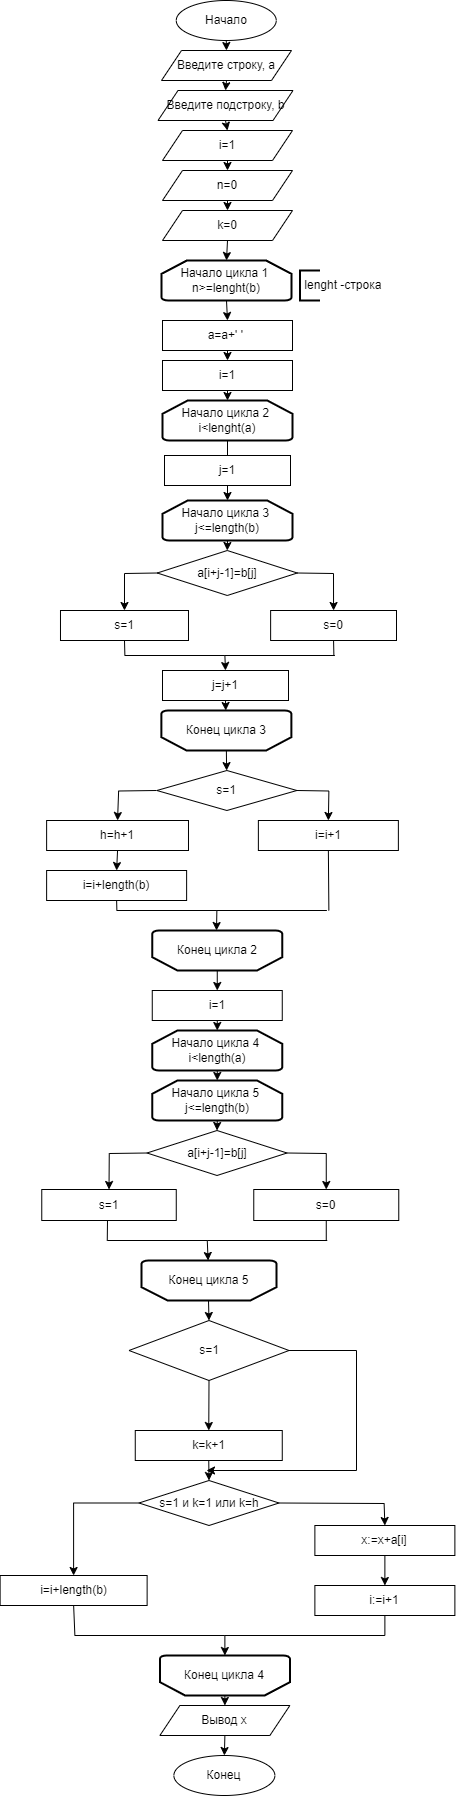 Начало
Введите строку, a
Введите подстроку, b
i=1
n=0
k=0
Начало цикла 1
n>=lenght(b)
lenght -строка
a=a+' '
i=1
Начало цикла 2
i<lenght(a)
j=1
Начало цикла 3
j<=length(b)
a[i+j-1]=b[j]
s=1
s=0
j=j+1
Конец цикла 3
s=1
h=h+1
i=i+1
i=i+length(b)
Конец цикла 2
i=1
Начало цикла 4
i<length(a)
Начало цикла 5
j<=length(b)
a[i+j-1]=b[j]
s=1
s=0
Конец цикла 5
s=1
k=k+1
s=1 и k=1 или k=h
x:=x+a[i]
i=i+length(b)
i:=i+1
Конец цикла 4
Вывод x
Конец